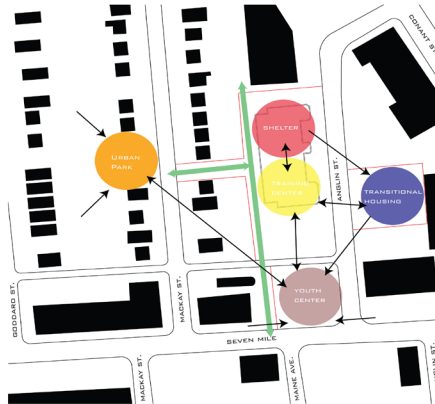 CONANT ST.
SHELTER
URBAN
PARK
TRAINING
CENTER
ANGLIN ST.
TRANSITIONAL
HOUSING
GODDARD ST.
MACKAY ST.
YOUTH
CENTER
SEVEN MILE
MACKAY ST.
MAINE AVE.